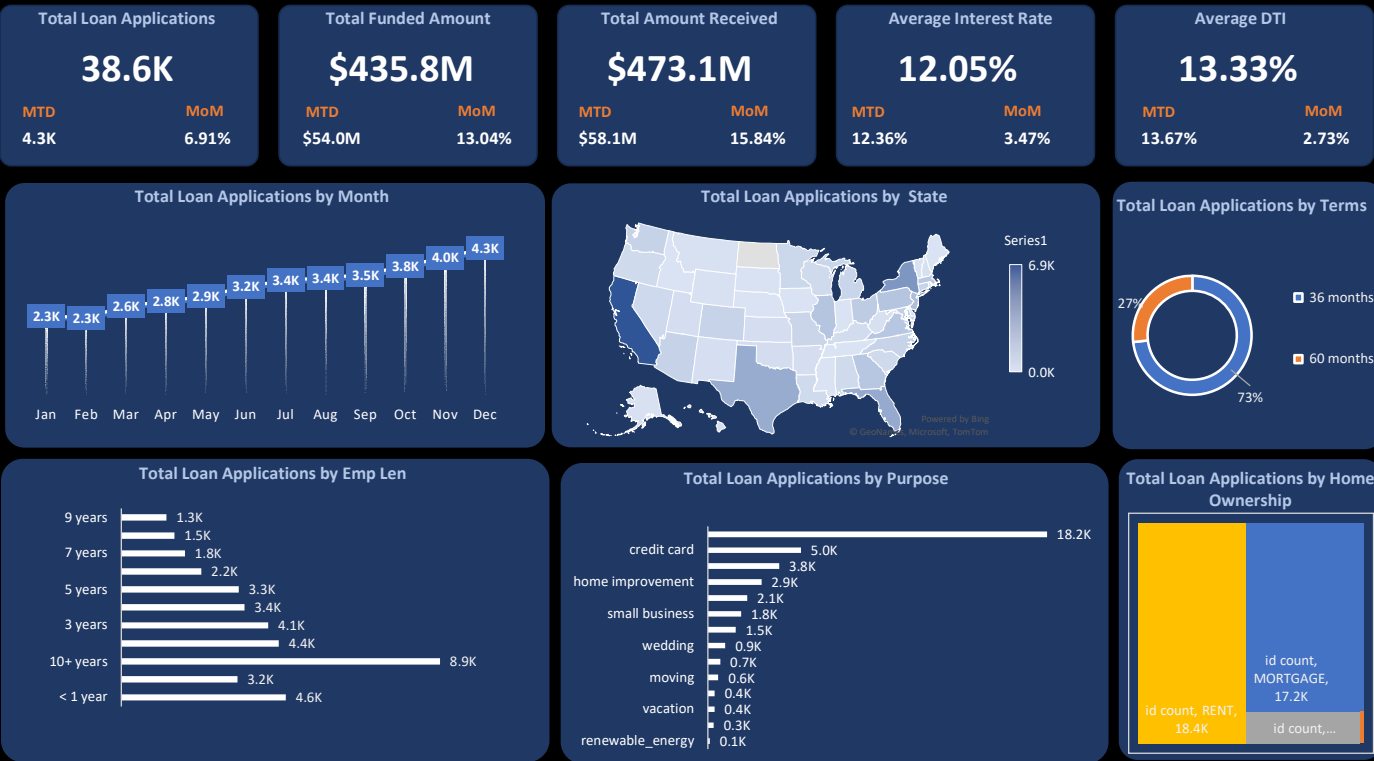 Total Loan Applications
38.6K
MTD MoM
4.3K 6.91%
Total Funded Amount
$435.8M
MTD MoM
$54.0M 13.04%
Total Amount Received
$473.1M
MTD MoM
$58.1M 15.84%
Average Interest Rate
12.05%
MTD MoM
12.36% 3.47%
Average DTI
13.33%
MTD MoM
13.67% 2.73%
Total Loan Applications by Month
2.3K 2.3K 2.6K 2.8K 2.9K 3.2K 3.4K 3.4K 3.5K 3.8K 4.0K 4.3K
Jan Feb Mar Apr May Jun Jul Aug Sep Oct Nov Dec
Total Loan Applications by State
Series1
6.9K
0.0K
Powered by Bing
© GeoNames, Microsoft, TomTom
Total Loan Applications by Terms
27%
73%
36 months
60 months
Total Loan Applications by Emp Len
9 years 1.3K
1.5K
7 years 1.8K
2.2K
5 years 3.3K
3.4K
3 years 4.1K
4.4K
10+ years 8.9K
3.2K
< 1 year 4.6K
Total Loan Applications by Purpose
18.2K
credit card 5.0K
3.8K
home improvement 2.9K
2.1K
small business 1.8K
1.5K
wedding 0.9K
0.7K
moving 0.6K
0.4K
vacation 0.4K
0.3K
renewable_energy 0.1K
Total Loan Applications by Home
Ownership
id count, RENT,
18.4K
id count,
MORTGAGE,
17.2K
id count,...